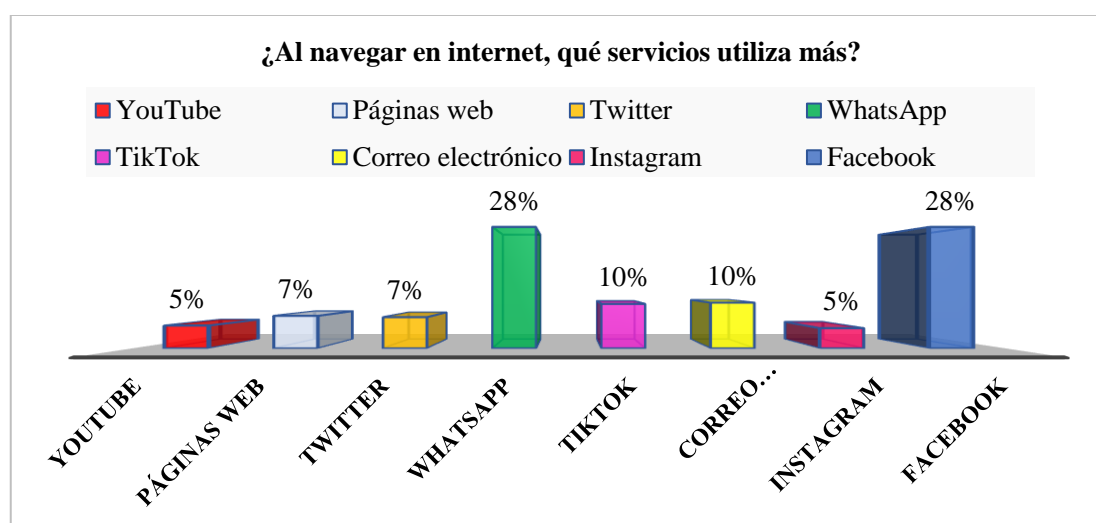 ¿Al navegar en internet, qué servicios utiliza más?
YouTube Páginas web Twitter WhatsApp
TikTok Correo electrónico Instagram Facebook
28% 28%
5% 7% 7% 10% 10% 5%
YOUTUBE
PÁGINAS WEB
TWITTER
WHATSAPP
TIKTOK
CORREO…
INSTAGRAM
FACEBOOK